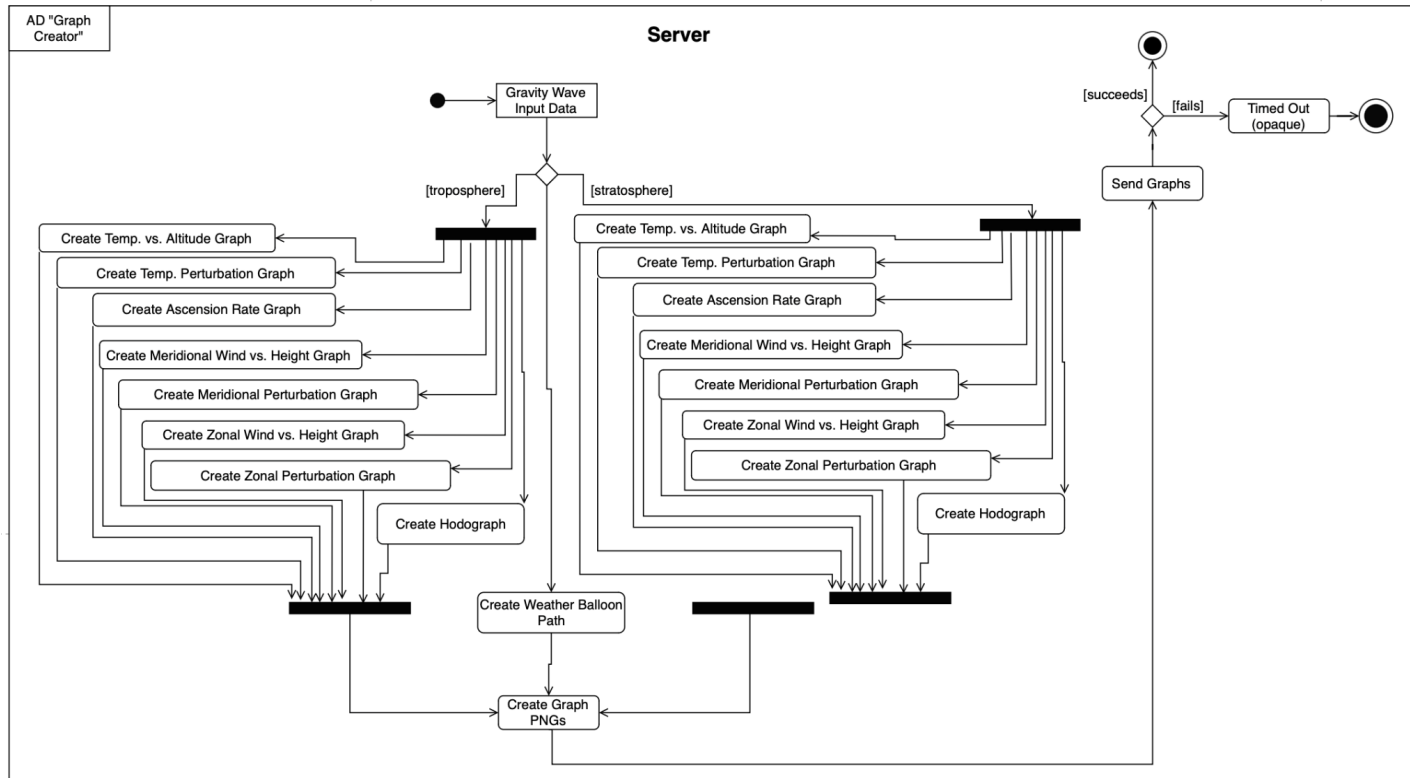 AD "Graph
Creator"
Server
Gravity Wave
Input Data
[succeeds]
[fails]
Timed Out
(opaque)
Send Graphs
[troposphere]
[stratosphere]
Create Temp. vs. Altitude Graph
Create Temp. Perturbation Graph
Create Ascension Rate Graph
Create Meridional Wind vs. Height Graph
Create Meridional Perturbation Graph
Create Zonal Wind vs. Height Graph
Create Zonal Perturbation Graph
Create Hodograph
Create Temp. vs. Altitude Graph
Create Temp. Perturbation Graph
Create Ascension Rate Graph
Create Meridional Wind vs. Height Graph
Create Meridional Perturbation Graph
Create Zonal Wind vs. Height Graph
Create Zonal Perturbation Graph
Create Hodograph
Create Weather Balloon
Path
Create Graph
PNGs